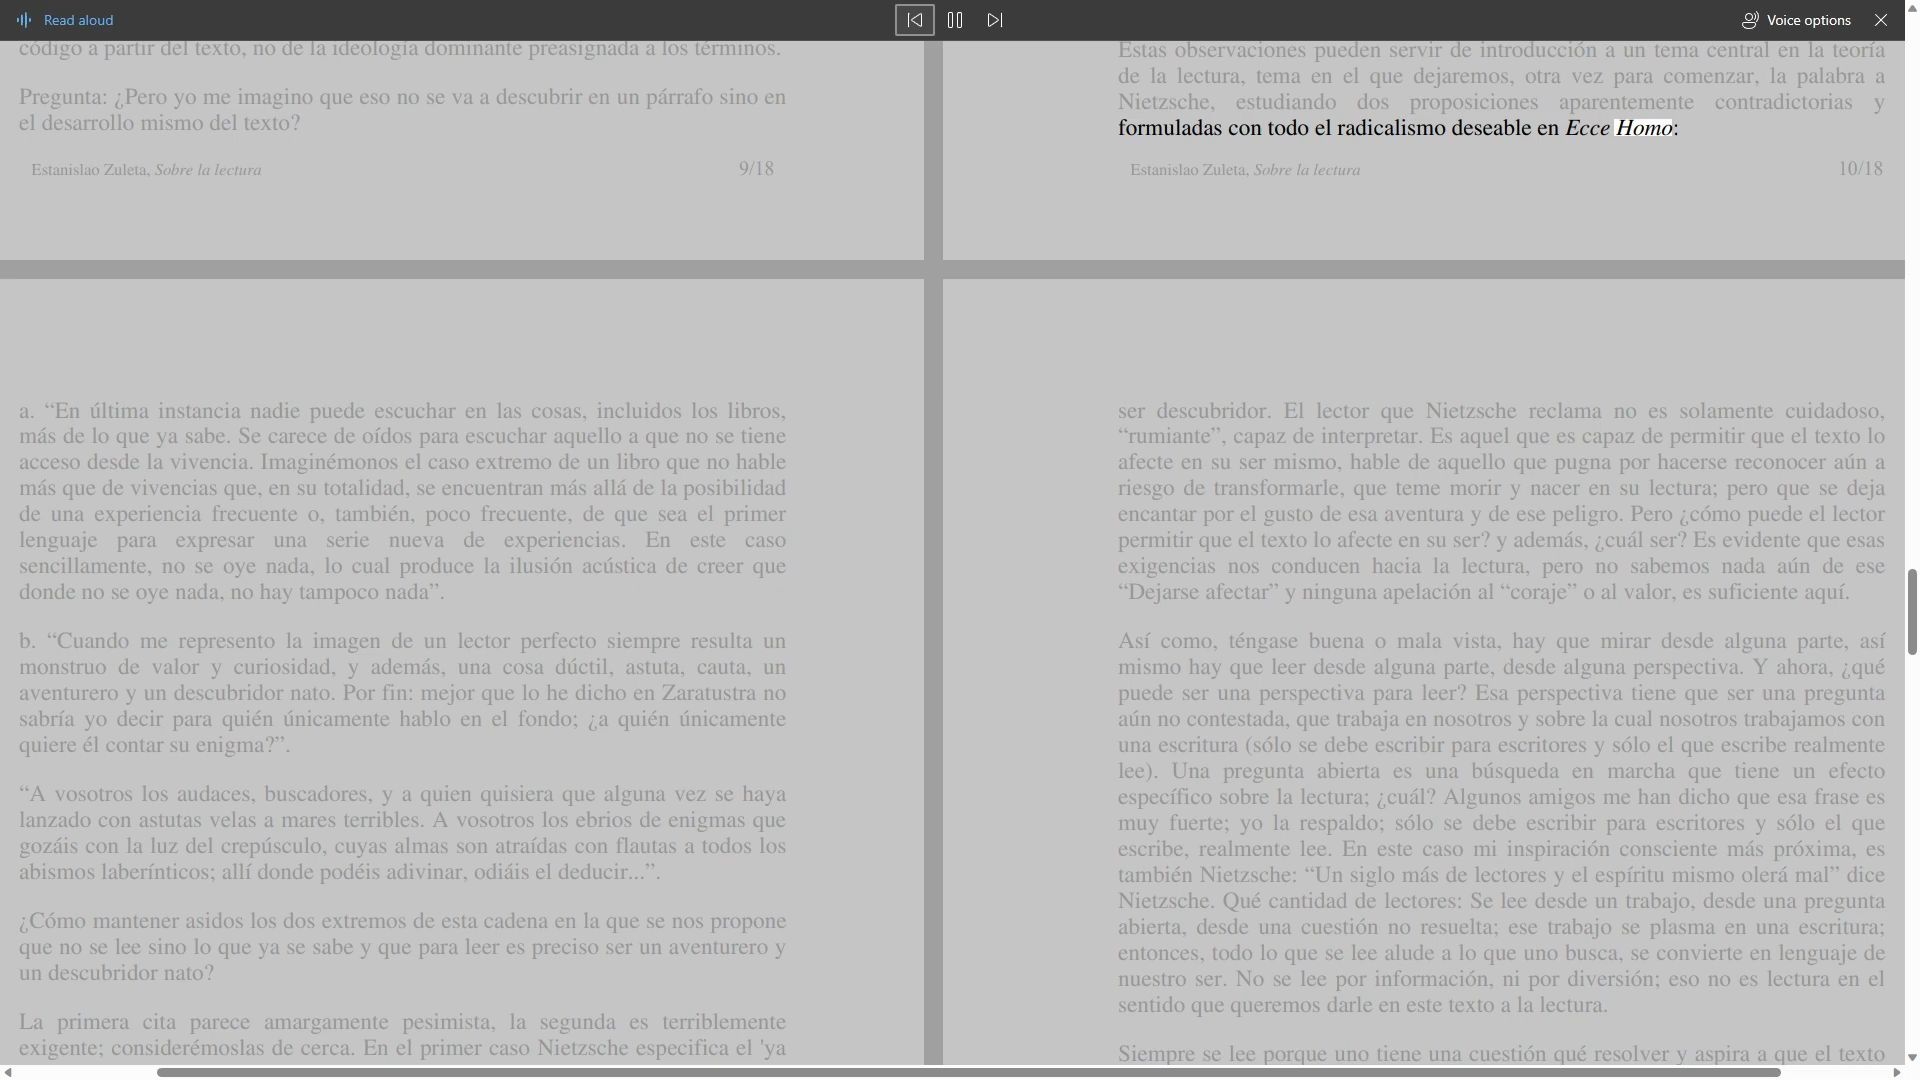 Read aloud
Voice options
código a partir del texto, no de la ideología dominante preasignada a los términos.
Pregunta: ¿Pero yo me imagino que eso no se va a descubrir en un párrafo sino en
el desarrollo mismo del texto?
Estanislao Zuleta, Sobre la lectura 9/18
Estas observaciones pueden servir de introducción a un tema central en la teoría
de la lectura, tema en el que dejaremos, otra vez para comenzar, la palabra a
Nietzsche, estudiando dos proposiciones aparentemente contradictorias y
formuladas con todo el radicalismo deseable en Ecce Homo:
Estanislao Zuleta, Sobre la lectura 10/18
a. “En última instancia nadie puede escuchar en las cosas, incluidos los libros,
más de lo que ya sabe. Se carece de oídos para escuchar aquello a que no se tiene
acceso desde la vivencia. Imaginémonos el caso extremo de un libro que no hable
más que de vivencias que, en su totalidad, se encuentran más allá de la posibilidad
de una experiencia frecuente o, también, poco frecuente, de que sea el primer
lenguaje para expresar una serie nueva de experiencias. En este caso
sencillamente, no se oye nada, lo cual produce la ilusión acústica de creer que
donde no se oye nada, no hay tampoco nada”.
b. “Cuando me represento la imagen de un lector perfecto siempre resulta un
monstruo de valor y curiosidad, y además, una cosa dúctil, astuta, cauta, un
aventurero y un descubridor nato. Por fin: mejor que lo he dicho en Zaratustra no
sabría yo decir para quién únicamente hablo en el fondo; ¿a quién únicamente
quiere él contar su enigma?”.
“A vosotros los audaces, buscadores, y a quien quisiera que alguna vez se haya
lanzado con astutas velas a mares terribles. A vosotros los ebrios de enigmas que
gozáis con la luz del crepúsculo, cuyas almas son atraídas con flautas a todos los
abismos laberínticos; allí donde podéis adivinar, odiáis el deducir...”.
¿Cómo mantener asidos los dos extremos de esta cadena en la que se nos propone
que no se lee sino lo que ya se sabe y que para leer es preciso ser un aventurero y
un descubridor nato?
La primera cita parece amargamente pesimista, la segunda es terriblemente
exigente; considerémoslas de cerca. En el primer caso Nietzsche especifica el 'ya
ser descubridor. El lector que Nietzsche reclama no es solamente cuidadoso,
“rumiante”, capaz de interpretar. Es aquel que es capaz de permitir que el texto lo
afecte en su ser mismo, hable de aquello que pugna por hacerse reconocer aún a
riesgo de transformarle, que teme morir y nacer en su lectura; pero que se deja
encantar por el gusto de esa aventura y de ese peligro. Pero ¿cómo puede el lector
permitir que el texto lo afecte en su ser? y además, ¿cuál ser? Es evidente que esas
exigencias nos conducen hacia la lectura, pero no sabemos nada aún de ese
“Dejarse afectar” y ninguna apelación al “coraje” o al valor, es suficiente aquí.
Así como, téngase buena o mala vista, hay que mirar desde alguna parte, así
mismo hay que leer desde alguna parte, desde alguna perspectiva. Y ahora, ¿qué
puede ser una perspectiva para leer? Esa perspectiva tiene que ser una pregunta
aún no contestada, que trabaja en nosotros y sobre la cual nosotros trabajamos con
una escritura (sólo se debe escribir para escritores y sólo el que escribe realmente
lee). Una pregunta abierta es una búsqueda en marcha que tiene un efecto
específico sobre la lectura; ¿cuál? Algunos amigos me han dicho que esa frase es
muy fuerte; yo la respaldo; sólo se debe escribir para escritores y sólo el que
escribe, realmente lee. En este caso mi inspiración consciente más próxima, es
también Nietzsche: “Un siglo más de lectores y el espíritu mismo olerá mal” dice
Nietzsche. Qué cantidad de lectores: Se lee desde un trabajo, desde una pregunta
abierta, desde una cuestión no resuelta; ese trabajo se plasma en una escritura;
entonces, todo lo que se lee alude a lo que uno busca, se convierte en lenguaje de
nuestro ser. No se lee por información, ni por diversión; eso no es lectura en el
sentido que queremos darle en este texto a la lectura.
Siempre se lee porque uno tiene una cuestión qué resolver y aspira a que el texto